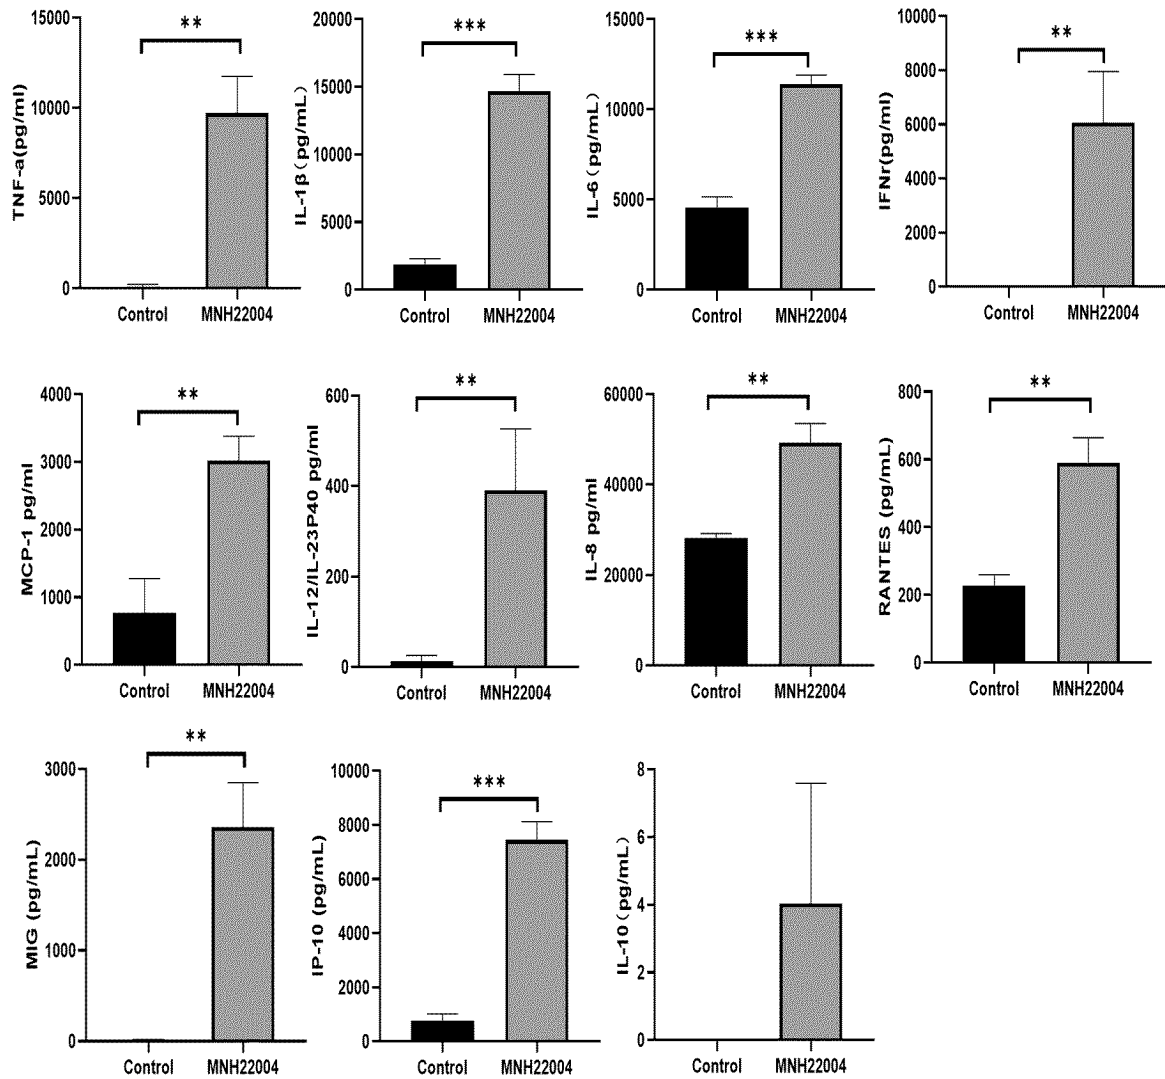 TNF-a(pg/ml)
15000
10000
5000
0
**
Control MNH22004
IL-1β（pg/mL）
20000
15000
10000
5000
0
***
Control MNH22004
IL-6（pg/mL）
15000
10000
5000
0
***
Control MNH22004
IFNr(pg/ml)
10000
8000
6000
4000
2000
0
**
Control MNH22004
MCP-1 pg/ml
4000
3000
2000
1000
0
**
Control MNH22004
IL-12/IL-23P40 pg/ml
600
400
200
0
**
Control MNH22004
IL-8 pg/ml
60000
40000
20000
0
**
Control MNH22004
RANTES (pg/mL)
800
600
400
200
0
**
Control MNH22004
MIG (pg/mL)
3000
2000
1000
0
**
Control MNH22004
IP-10 (pg/mL)
10000
8000
6000
4000
2000
0
***
Control MNH22004
IL-10（pg/mL）
8
6
4
2
0
Control MNH22004